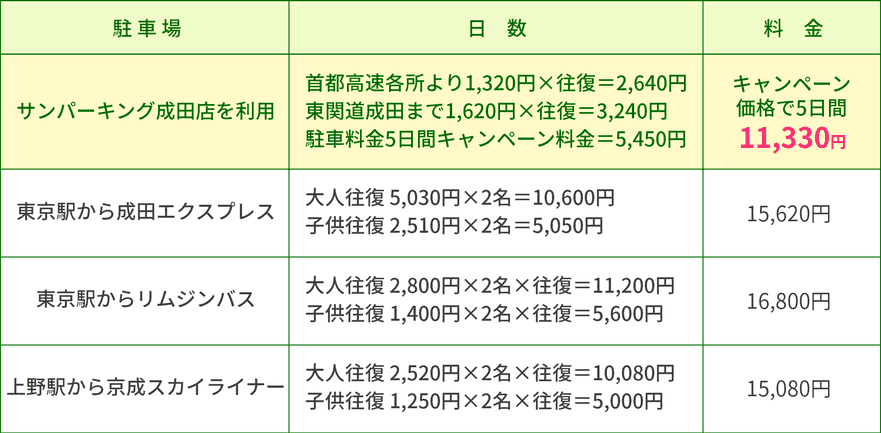 駐車場
日 数
料 金
サンパーキング成田店を利用
首都高速各所より1,320円×往復＝2,640円
東関道成田まで1,620円×往復＝3,240円
駐車料金5日間キャンペーン料金＝5,450円
キャンペーン
価格で5日間
11,330円
東京駅から成田エクスプレス
大人往復 5,030円×2名＝10,600円
子供往復 2,510円×2名＝5,050円
15,620円
東京駅からリムジンバス
大人往復 2,800円×2名×往復＝11,200円
子供往復 1,400円×2名×往復＝5,600円
16,800円
上野駅から京成スカイライナー
大人往復 2,520円×2名×往復＝10,080円
子供往復 1,250円×2名×往復＝5,000円
15,080円